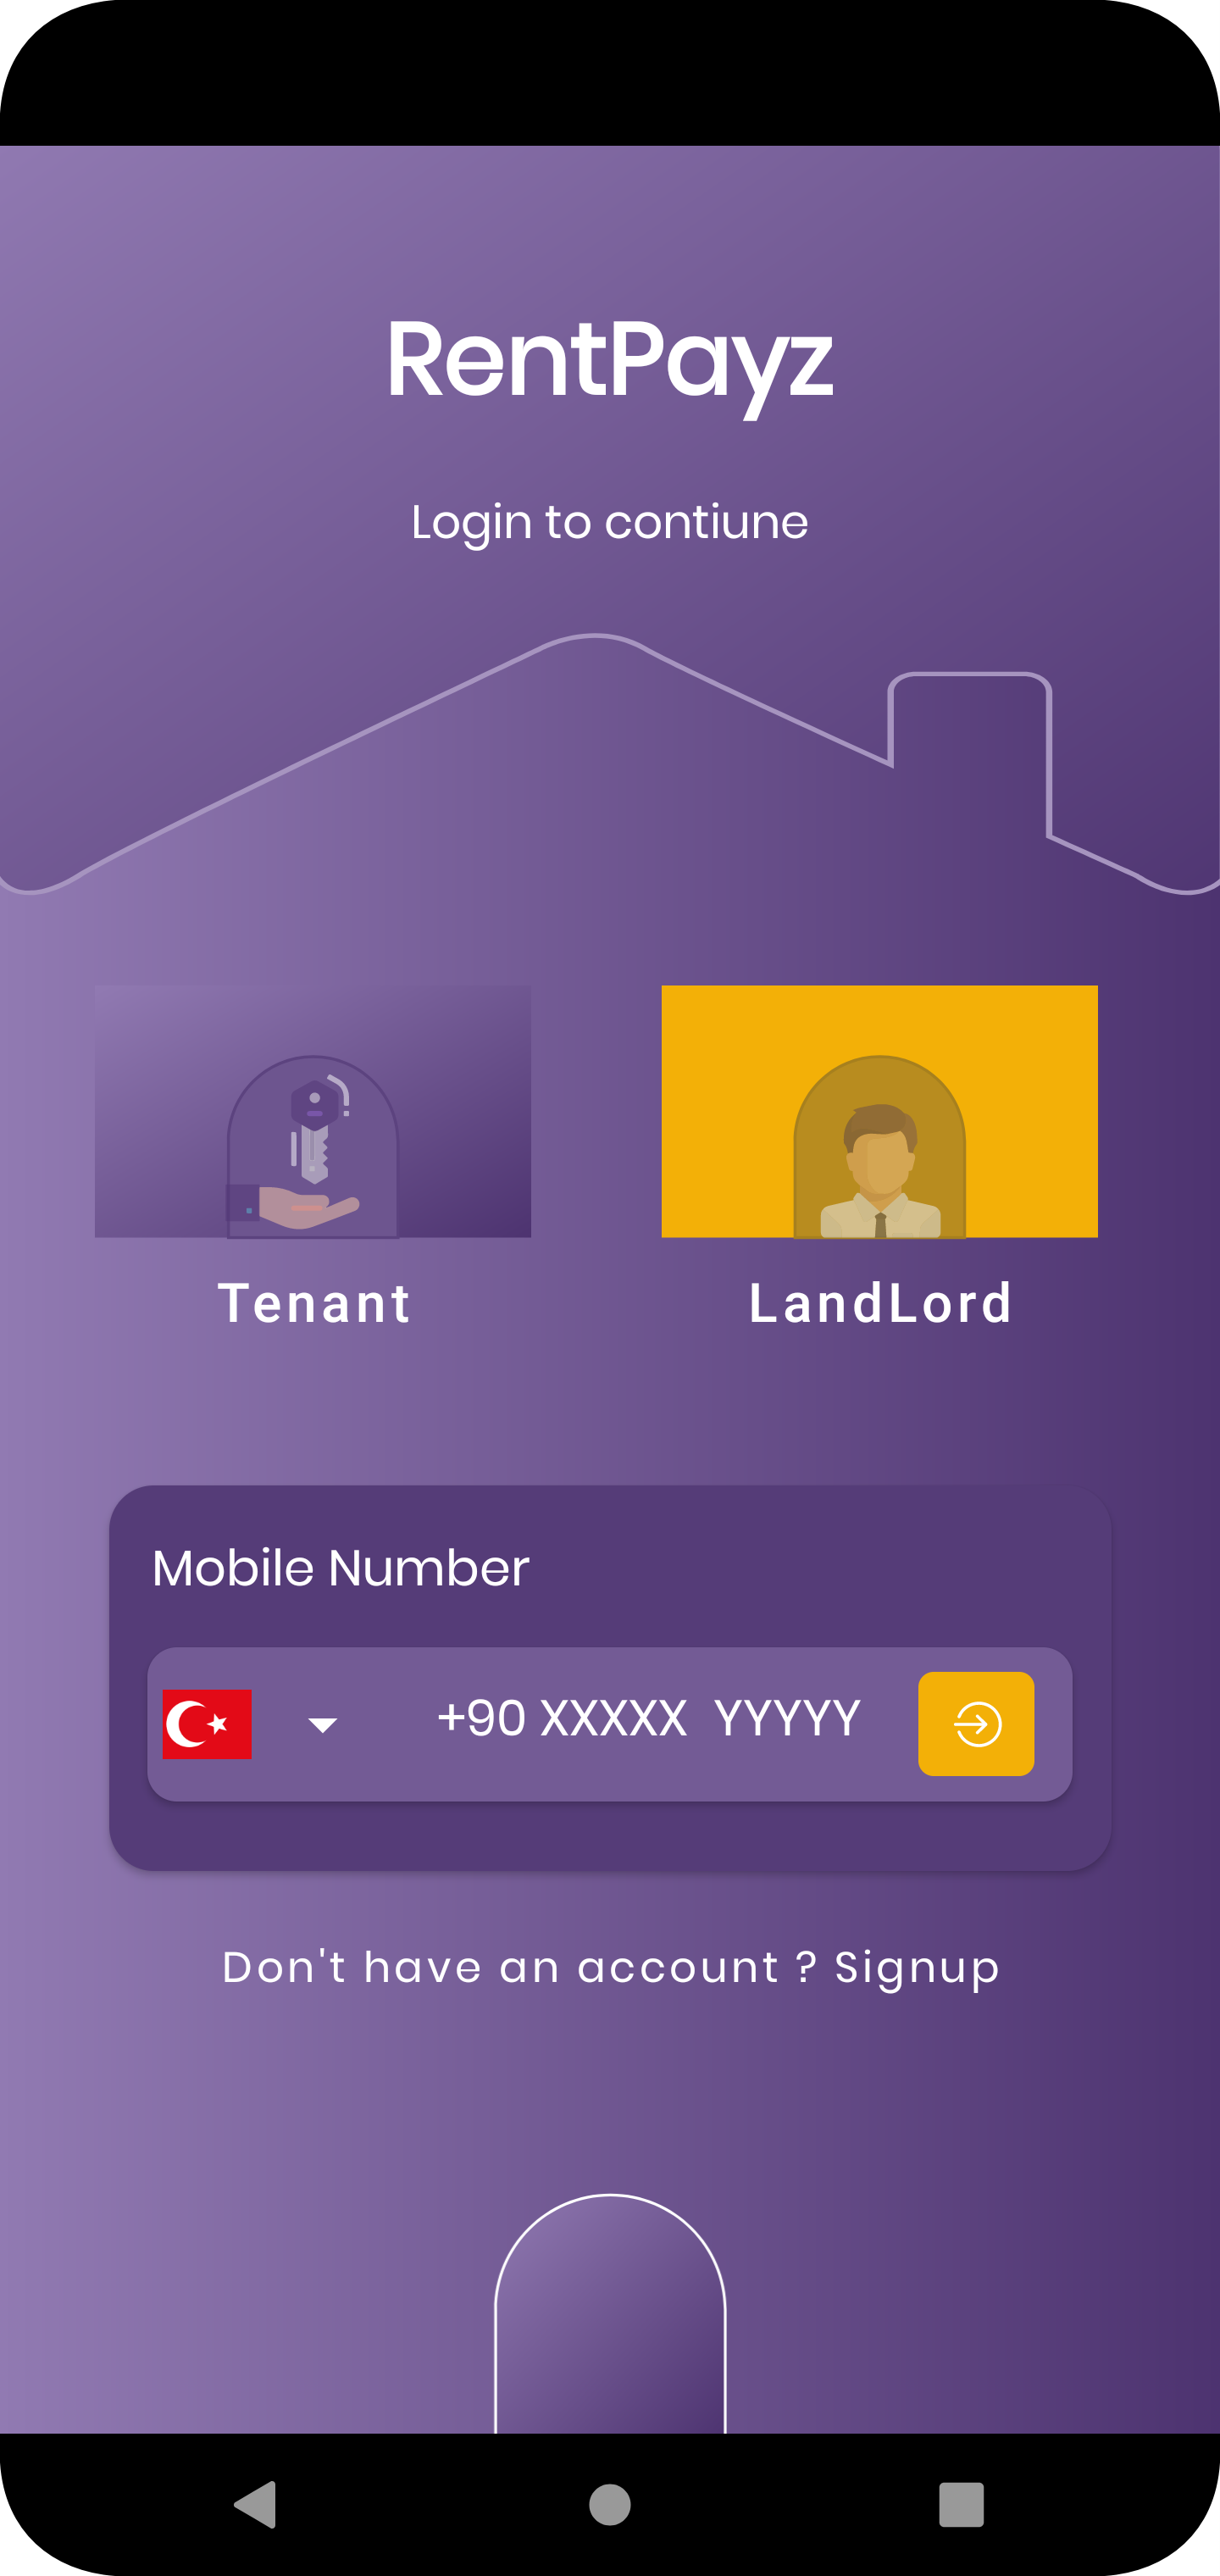 RentPayz
Login to contiune
Tenant
LandLord
Mobile Number
+90 XXXXX YYYYY
Don't have an account ? Signup